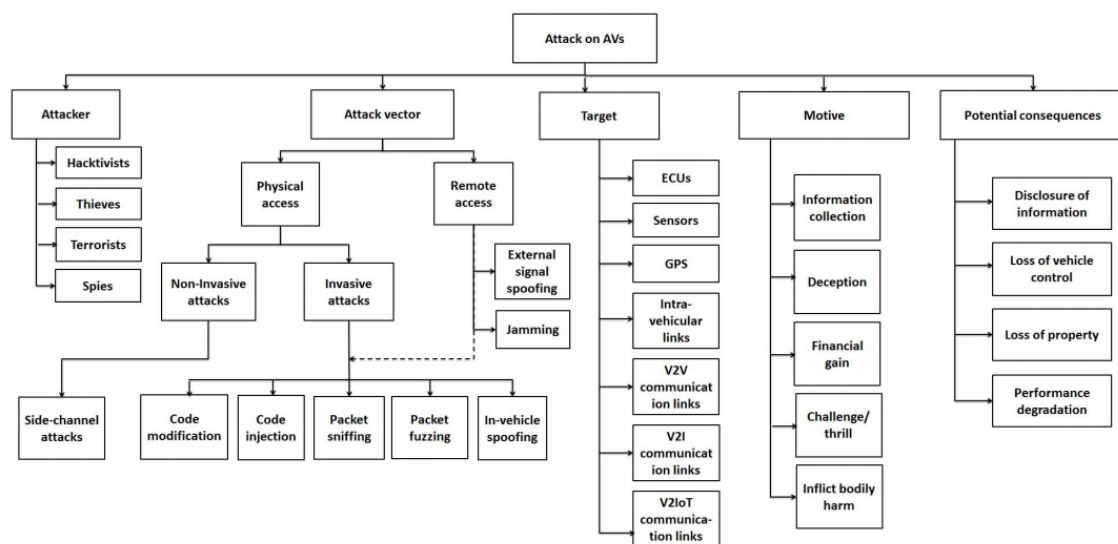 Attack on AVs
Attacker
Hacktivists
Thieves
Terrorists
Spies
Attack vector
Physical
access
Remote
access
Non-Invasive
attacks
Invasive
attacks
External
signal
spoofing
Jamming
Side-channel
attacks
Code
modification
Code
injection
Packet
sniffing
Packet
fuzzing
In-vehicle
spoofing
Target
ECUs
Sensors
GPS
Intra-
vehicular
links
V2V
communicat
ion links
V2I
communicat
ion links
V2IoT
communica-
tion links
Motive
Information
collection
Deception
Financial
gain
Challenge/
thrill
Inflict bodily
harm
Potential consequences
Disclosure of
information
Loss of vehicle
control
Loss of property
Performance
degradation